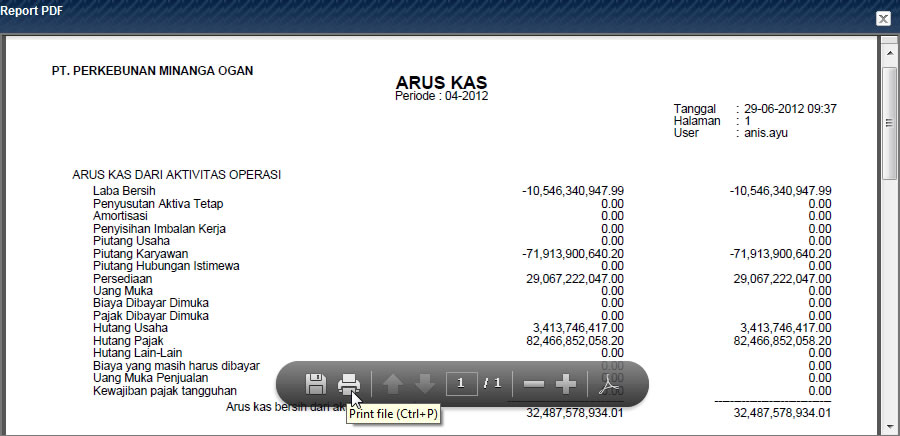 Report PDF
PT. PERKEBUNAN MINANGA OGAN
ARUS KAS
Periode : 04-2012
Tanggal : 29-06-2012 09:37
Halaman : 1
User : anis.ayu
ARUS KAS DARI AKTIVITAS OPERASI
Laba Bersih -10,546,340,947.99 -10,546,340,947.99
Penyusutan Aktiva Tetap 0.00 0.00
Amortisasi 0.00 0.00
Penyisihan Imbalan Kerja 0.00 0.00
Piutang Usaha 0.00 0.00
Piutang Karyawan -71,913,900,640.20 -71,913,900,640.20
Piutang Hubungan Istimewa 0.00 0.00
Persediaan 29,067,222,047.00 29,067,222,047.00
Uang Muka 0.00 0.00
Biaya Dibayar Dimuka 0.00 0.00
Pajak Dibayar Dimuka 0.00 0.00
Hutang Usaha 3,413,746,417.00 3,413,746,417.00
Hutang Pajak 82,466,852,058.20 82,466,852,058.20
Hutang Lain-Lain 0.00 0.00
Biaya yang masih harus dibayar 0.00 0.00
Uang Muka Penjualan 0.00 0.00
Kewajiban pajak tangguhan 0.00 0.00
1 / 1
Arus kas bersih dari 32,487,578,934.01 32,487,578,934.01
Print file (Ctrl+P)